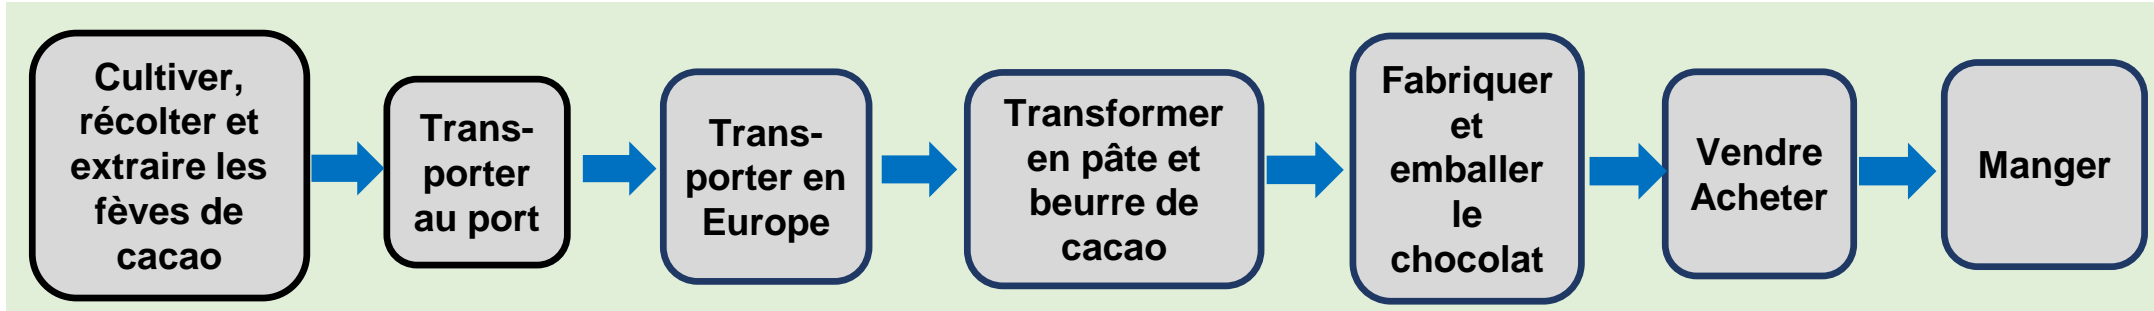 Cultiver,
récolter et
extraire les
fèves de
cacao
Trans-
porter
au port
Trans-
porter en
Europe
Transformer
en pâte et
beurre de
cacao
Fabriquer
et
emballer
le
chocolat
Vendre
Acheter
Manger